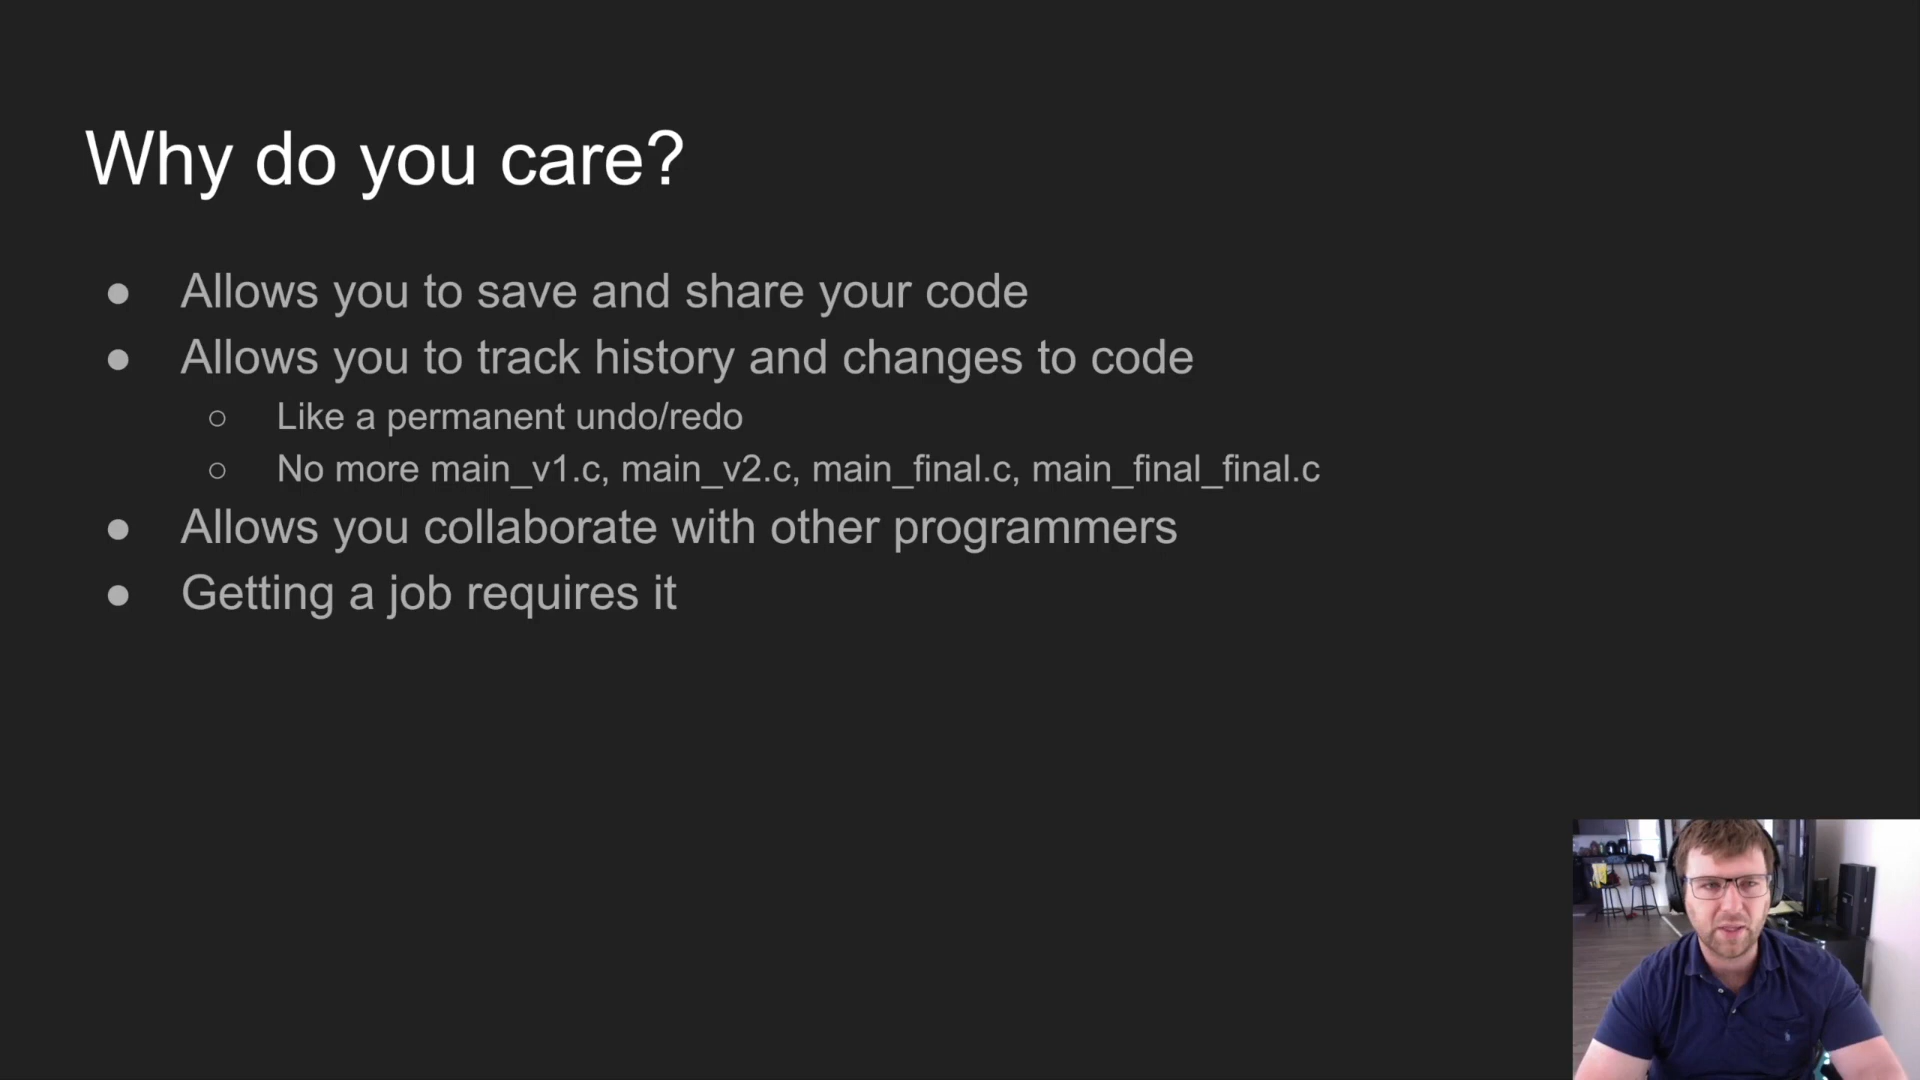 Why do you care?
● Allows you to save and share your code
● Allows you to track history and changes to code
○ Like a permanent undo/redo
○ No more main_v1.c, main_v2.c, main_final.c, main_final_final.c
● Allows you collaborate with other programmers
● Getting a job requires it